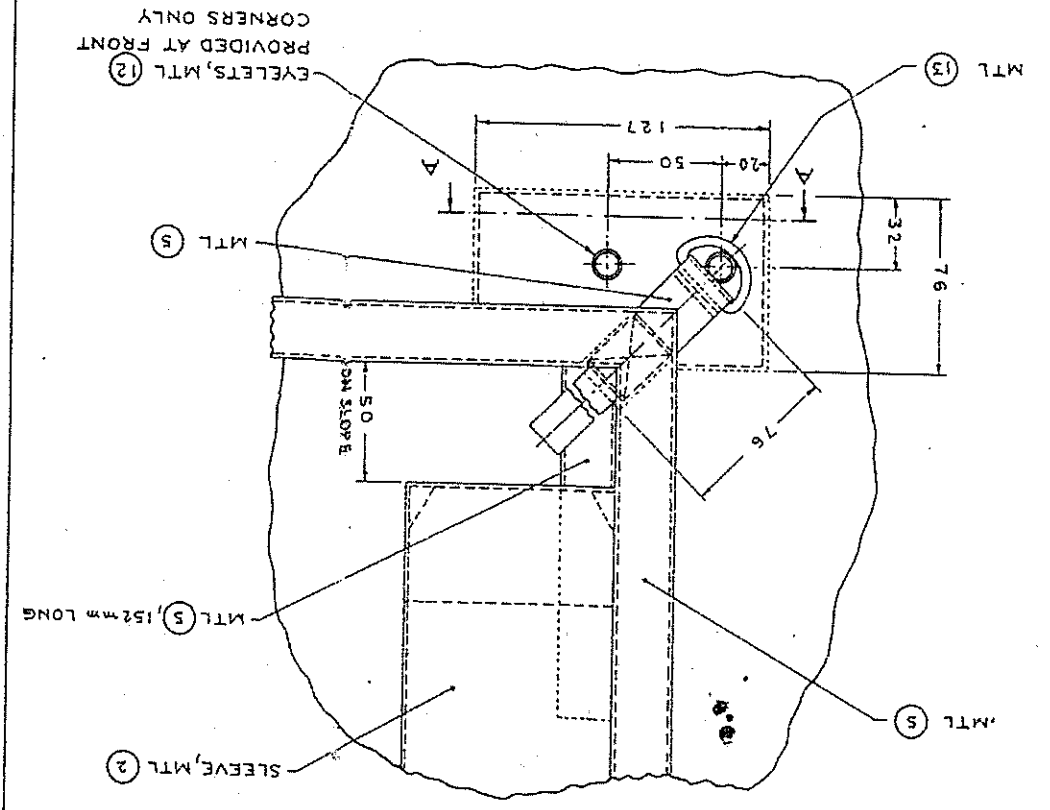 SLEEVE, MTL 2
MTL 5
MTL 5, 152mm LONG
50
ON SLOPE
76
MTL 5
76
32
A
A
20
50
127
MTL 13
EYELETS, MTL 12
PROVIDED AT FRONT
CORNERS ONLY